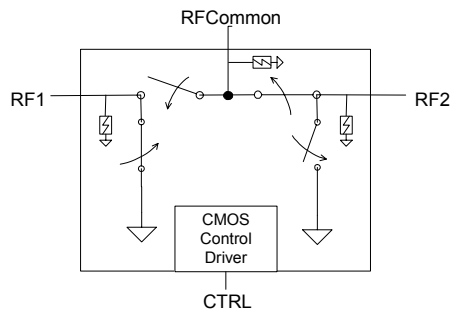 RFCommon
RF1
RF2
CMOS
Control
Driver
CTRL